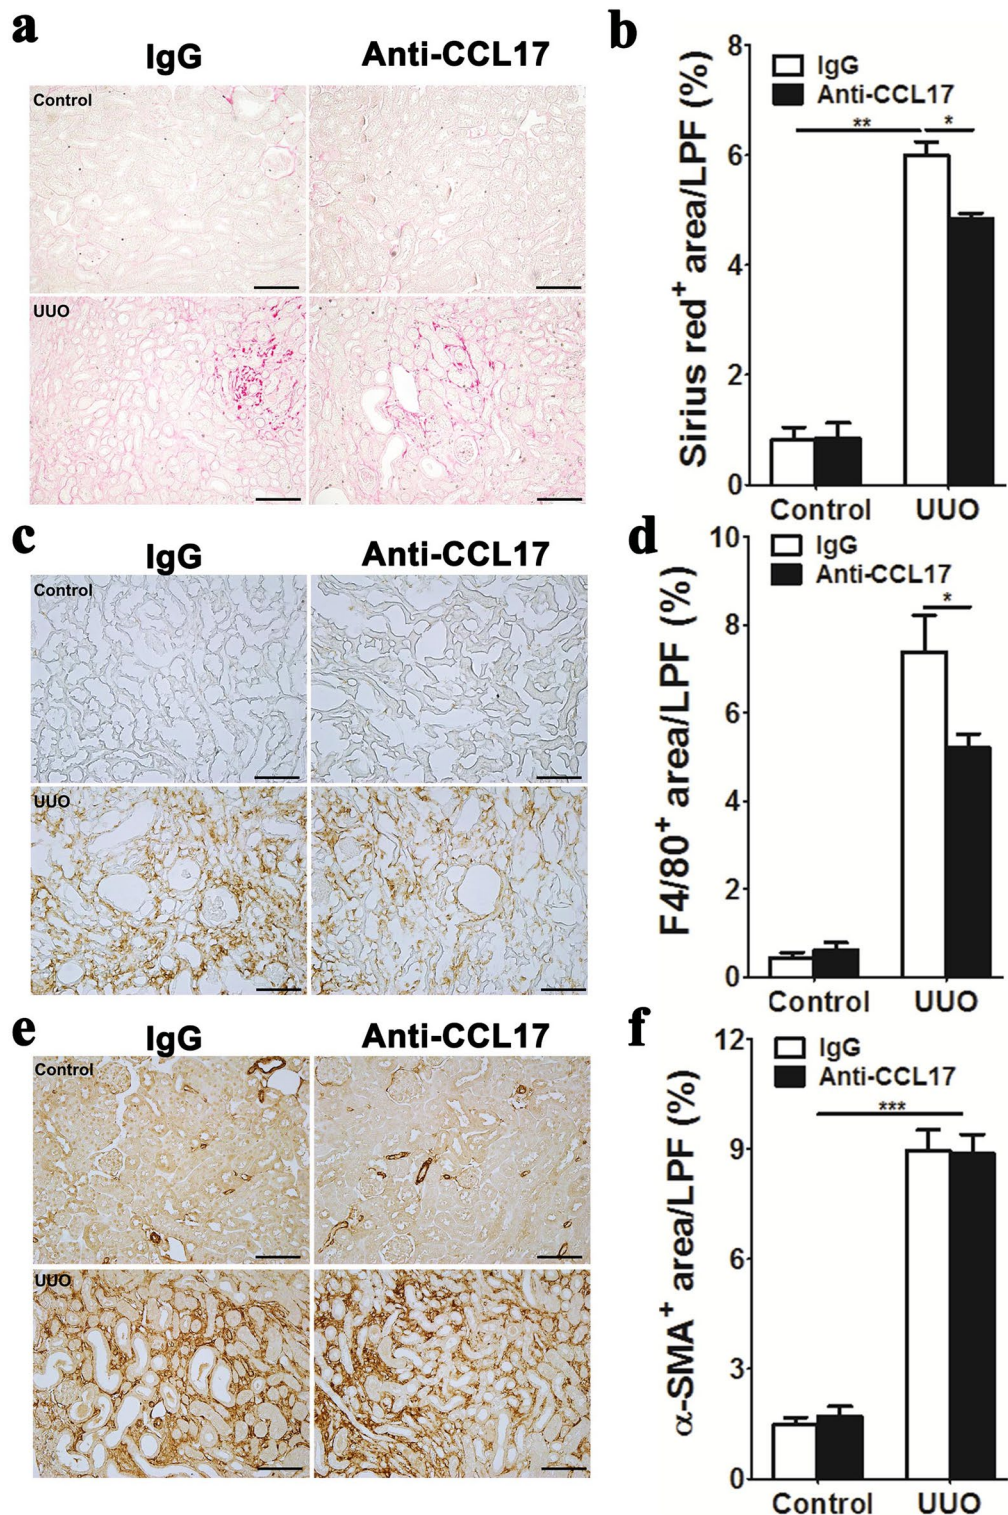 a
IgG
Anti-CCL17
Control
UUO
b
Sirius red⁺ area/LPF (%)
8
6
4
2
0
IgG
Anti-CCL17
**
*
Control
UUO
c
IgG
Anti-CCL17
Control
UUO
d
F4/80⁺ area/LPF (%)
10
8
6
4
2
0
IgG
Anti-CCL17
*
Control
UUO
e
IgG
Anti-CCL17
Control
UUO
f
α-SMA⁺ area/LPF (%)
12
9
6
3
0
IgG
Anti-CCL17
***
Control
UUO